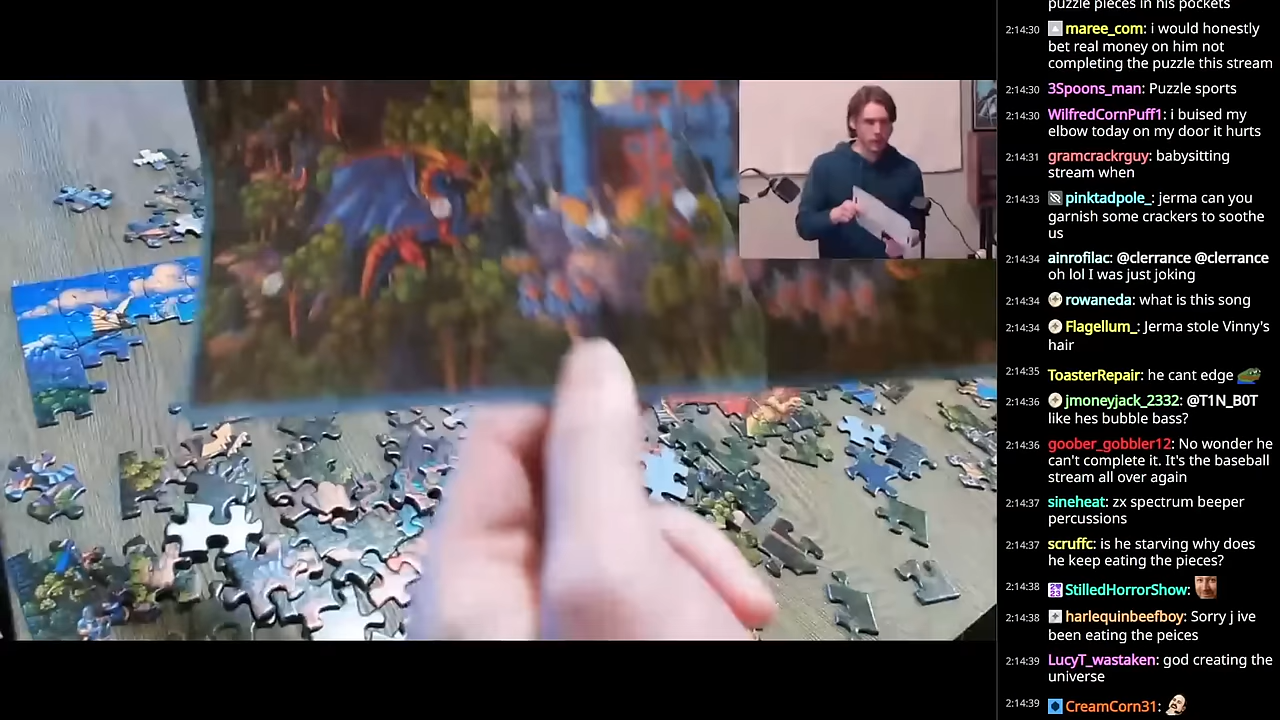 puzzle pieces in his pockets
2:14:30 maree_com: i would honestly
bet real money on him not
completing the puzzle this stream
2:14:30 3Spoons_man: Puzzle sports
2:14:30 WilfredCornPuff1: i buised my
elbow today on my door it hurts
2:14:31 gramcrackrguy: babysitting
stream when
2:14:33 pinktadpole_: jerma can you
garnish some crackers to soothe
us
2:14:34 ainrofilac: @clerrance @clerrance
oh lol I was just joking
2:14:34 rowaneda: what is this song
2:14:34 Flagellum_: Jerma stole Vinny's
hair
2:14:35 ToasterRepair: he cant edge
2:14:36 jmoneyjack_2332: @T1N_B0T
like hes bubble bass?
2:14:36 goober_gobbler12: No wonder he
can't complete it. It's the baseball
stream all over again
2:14:37 sineheat: zx spectrum beeper
percussions
2:14:37 scruffc: is he starving why does
he keep eating the pieces?
2:14:38 StilledHorrorShow:
2:14:38 harlequinbeefboy: Sorry j ive
been eating the peices
2:14:39 LucyT_wastaken: god creating the
universe
2:14:39 CreamCorn31: